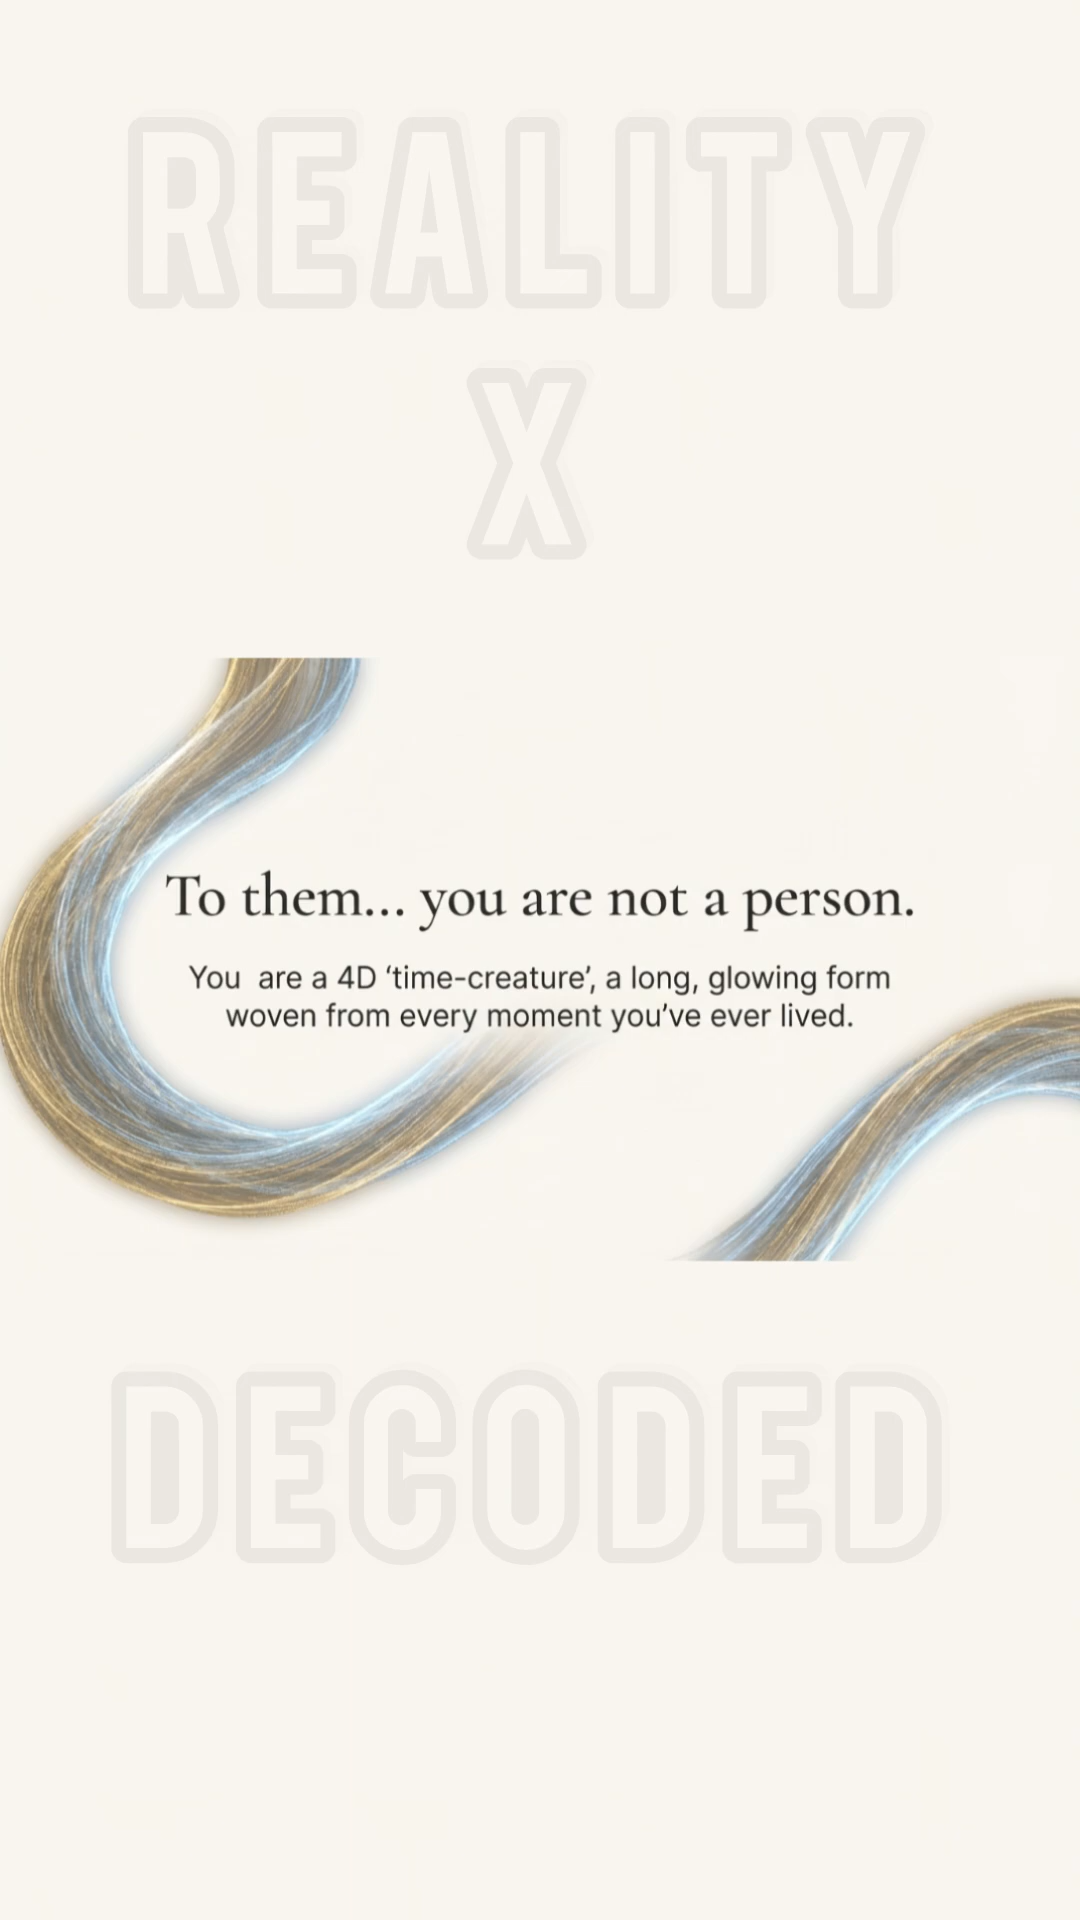 REALITY
X
To them... you are not a person.
You  are a 4D ‘time-creature’, a long, glowing form
woven from every moment you’ve ever lived.
DECODED